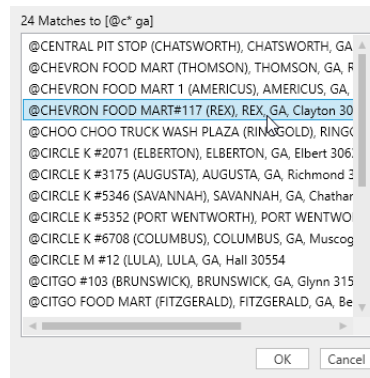 24 Matches to [@c* ga]
@CENTRAL PIT STOP (CHATSWORTH), CHATSWORTH, GA
@CHEVRON FOOD MART (THOMSON), THOMSON, GA, R
@CHEVRON FOOD MART 1 (AMERICUS), AMERICUS, GA,
@CHEVRON FOOD MART#117 (REX), REX, GA, Clayton 30
@CHOO CHOO TRUCK WASH PLAZA (RINGGOLD), RINGG
@CIRCLE K #2071 (ELBERTON), ELBERTON, GA, Elbert 306
@CIRCLE K #3175 (AUGUSTA), AUGUSTA, GA, Richmond 3
@CIRCLE K #5346 (SAVANNAH), SAVANNAH, GA, Chathar
@CIRCLE K #5352 (PORT WENTWORTH), PORT WENTWO
@CIRCLE K #6708 (COLUMBUS), COLUMBUS, GA, Muscog
@CIRCLE M #12 (LULA), LULA, GA, Hall 30554
@CITGO #103 (BRUNSWICK), BRUNSWICK, GA, Glynn 315
@CITGO FOOD MART (FITZGERALD), FITZGERALD, GA, Be
OK Cancel